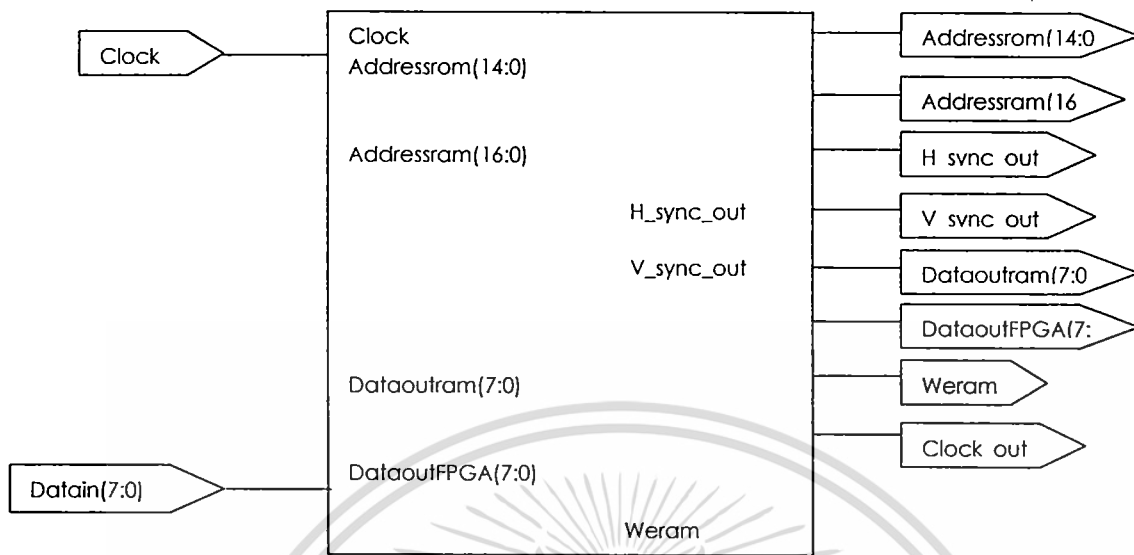 Clock
Datain(7:0)
Clock
Addressrom(14:0)
Addressram(16:0)
H_sync_out
V_sync_out
Dataoutram(7:0)
DataoutFPGA(7:0)
Weram
Addressrom(14:0
Addressram(16
H sync out
V sync out
Dataoutram(7:0
DataoutFPGA(7:
Weram
Clock out